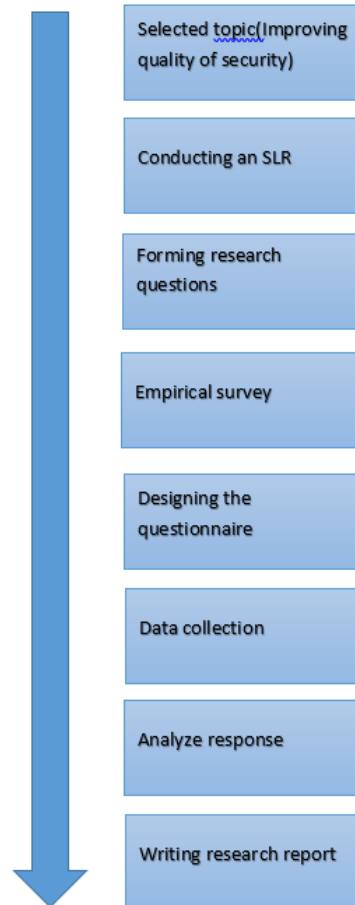 Selected topic(Improving
quality of security)
Conducting an SLR
Forming research
questions
Empirical survey
Designing the
questionnaire
Data collection
Analyze response
Writing research report